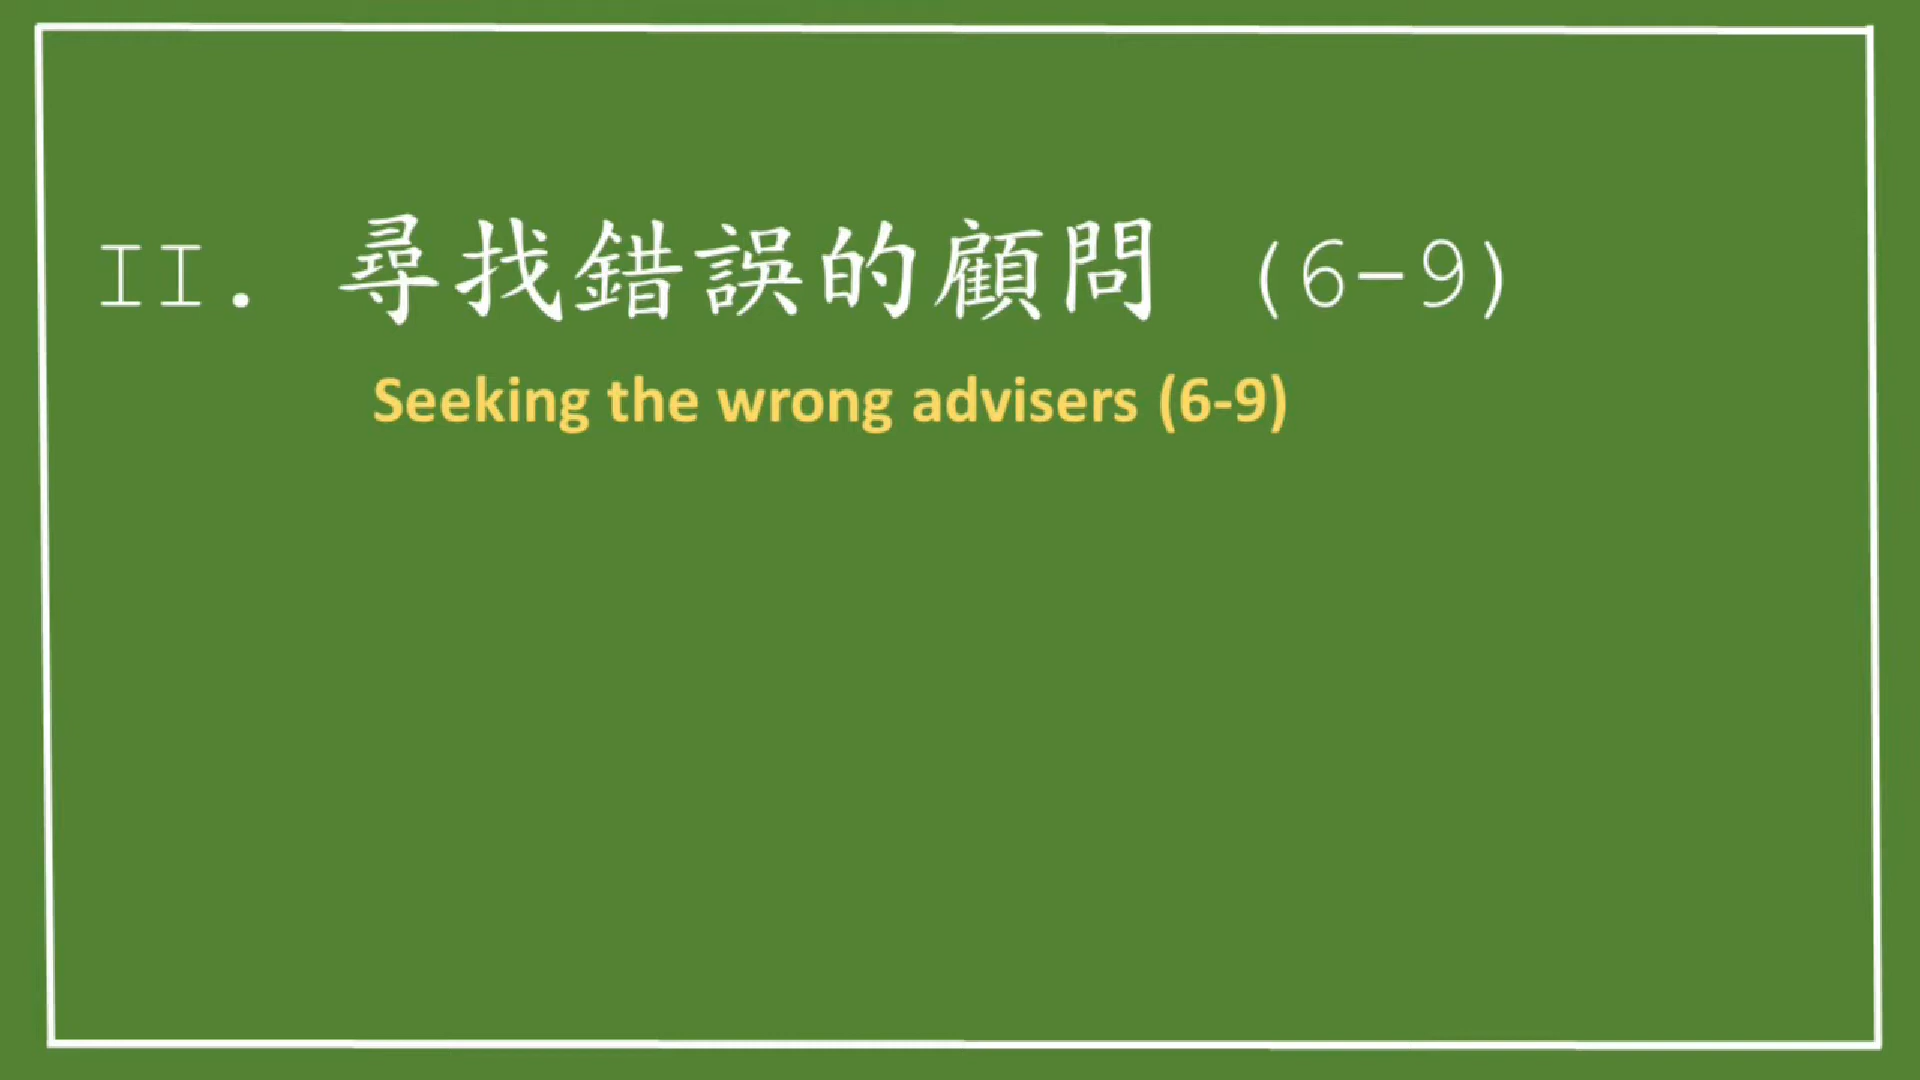 II. 尋找錯誤的顧問 (6-9)
Seeking the wrong advisers (6-9)